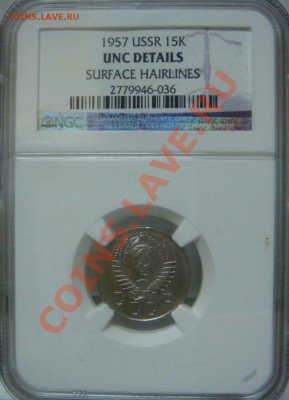 COINS.LAVE.RU
1957 USSR 15K
UNC DETAILS
SURFACE HAIRLINES
2779946-036
NGC
COINS.LAVE.RU